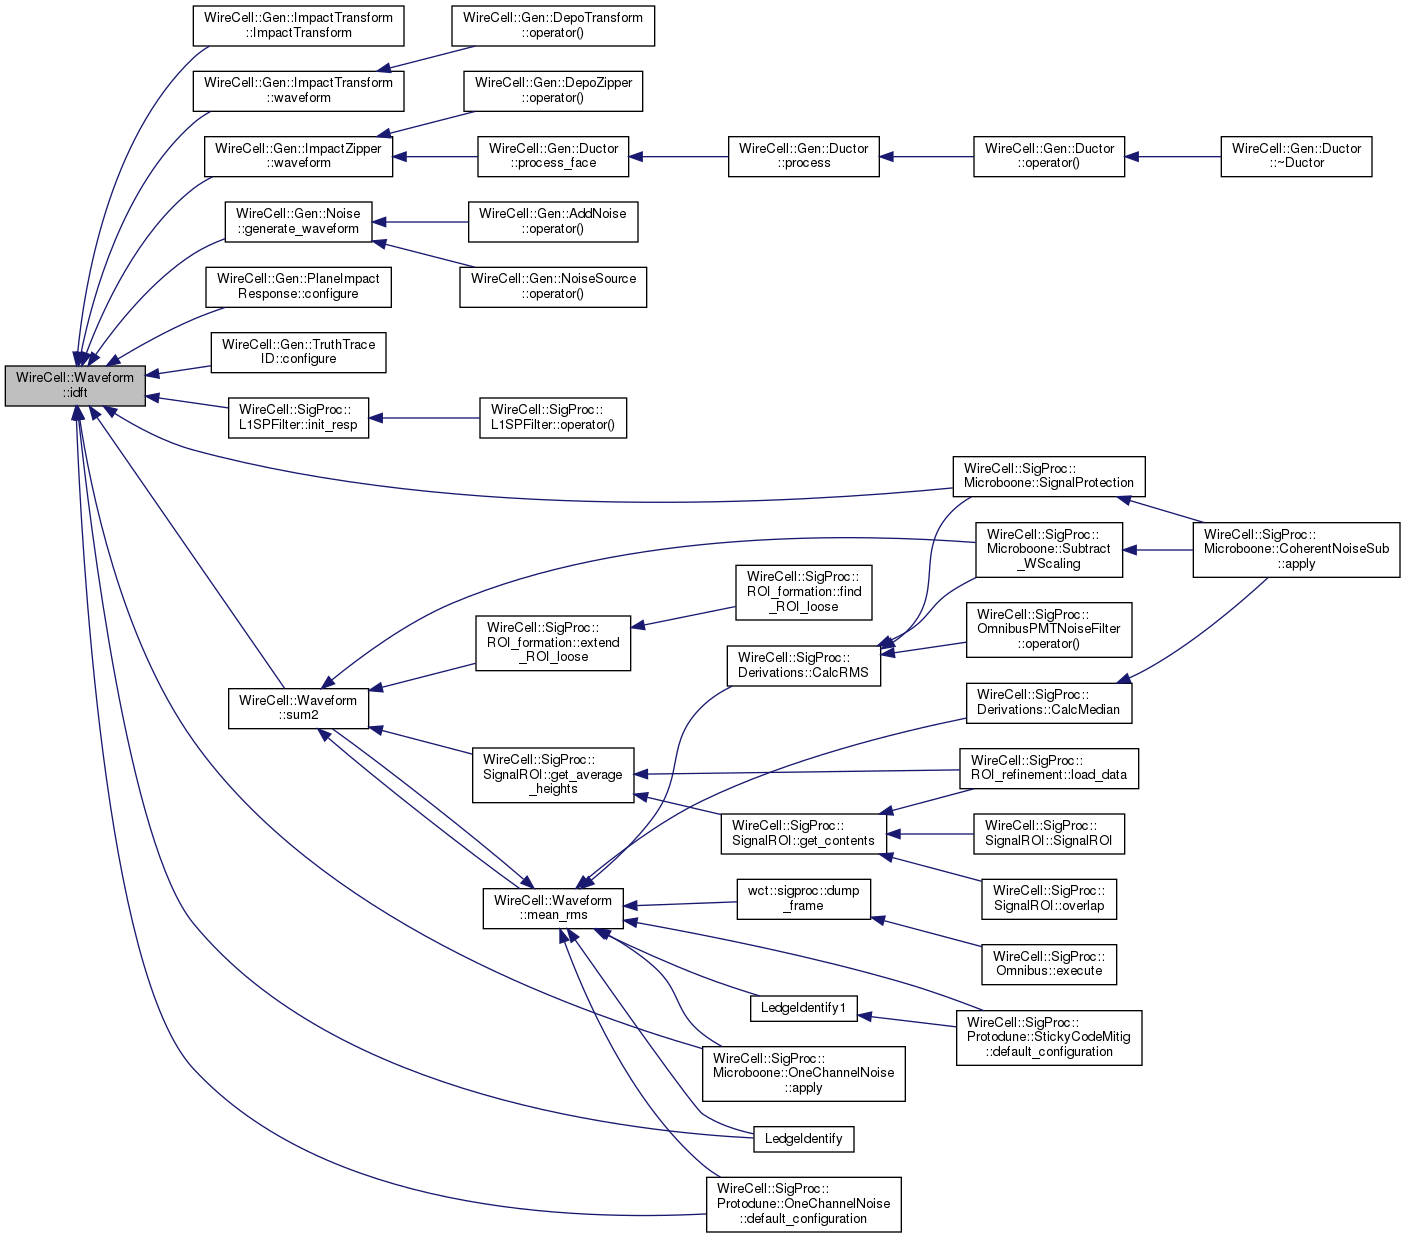 WireCell::Gen::ImpactTransform
::ImpactTransform
WireCell::Gen::DepoTransform
::operator()
WireCell::Gen::ImpactTransform
::waveform
WireCell::Gen::DepoZipper
::operator()
WireCell::Gen::ImpactZipper
::waveform
WireCell::Gen::Ductor
::process_face
WireCell::Gen::Ductor
::process
WireCell::Gen::Ductor
::operator()
WireCell::Gen::Ductor
::~Ductor
WireCell::Gen::Noise
::generate_waveform
WireCell::Gen::AddNoise
::operator()
WireCell::Gen::PlaneImpact
Response::configure
WireCell::Gen::NoiseSource
::operator()
WireCell::Gen::TruthTrace
ID::configure
WireCell::Waveform
::idft
WireCell::SigProc::
L1SPFilter::init_resp
WireCell::SigProc::
L1SPFilter::operator()
WireCell::SigProc::
Microboone::SignalProtection
WireCell::SigProc::
Microboone::Subtract
_WScaling
WireCell::SigProc::
Microboone::CoherentNoiseSub
::apply
WireCell::SigProc::
ROI_formation::find
_ROI_loose
WireCell::SigProc::
ROI_formation::extend
_ROI_loose
WireCell::SigProc::
OmnibusPMTNoiseFilter
::operator()
WireCell::SigProc::
Derivations::CalcRMS
WireCell::Waveform
::sum2
WireCell::SigProc::
Derivations::CalcMedian
WireCell::SigProc::
SignalROI::get_average
_heights
WireCell::SigProc::
ROI_refinement::load_data
WireCell::SigProc::
SignalROI::get_contents
WireCell::SigProc::
SignalROI::SignalROI
WireCell::Waveform
::mean_rms
wct::sigproc::dump
_frame
WireCell::SigProc::
SignalROI::overlap
WireCell::SigProc::
Omnibus::execute
LedgeIdentify1
WireCell::SigProc::
Protodune::StickyCodeMitig
::default_configuration
WireCell::SigProc::
Microboone::OneChannelNoise
::apply
LedgeIdentify
WireCell::SigProc::
Protodune::OneChannelNoise
::default_configuration